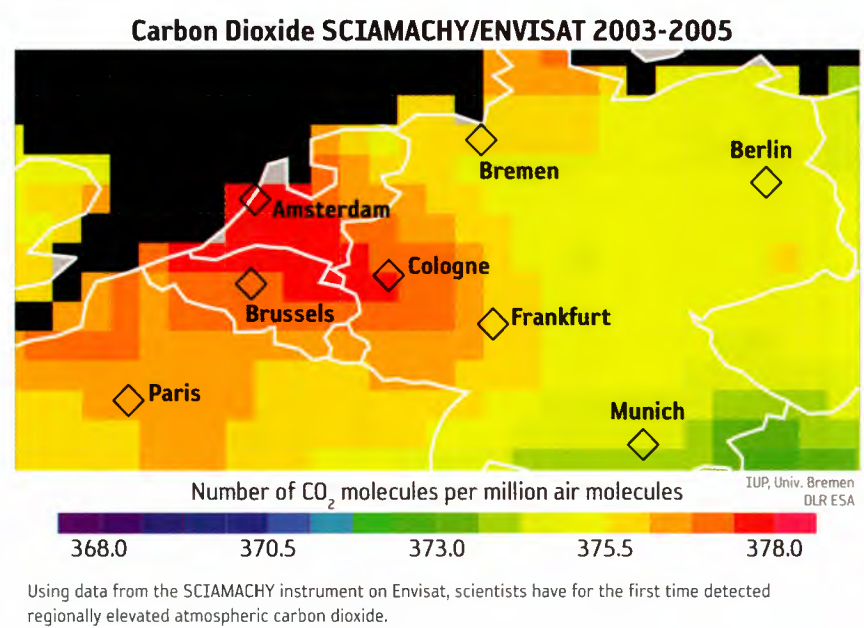 Carbon Dioxide SCIAMACHY/ENVISAT 2003-2005
Bremen
Berlin
Amsterdam
Cologne
Brussels
Frankfurt
Paris
Munich
IUP, Univ. Bremen
DLR ESA
Number of CO₂ molecules per million air molecules
368.0 370.5 373.0 375.5 378.0
Using data from the SCIAMACHY instrument on Envisat, scientists have for the first time detected
regionally elevated atmospheric carbon dioxide.